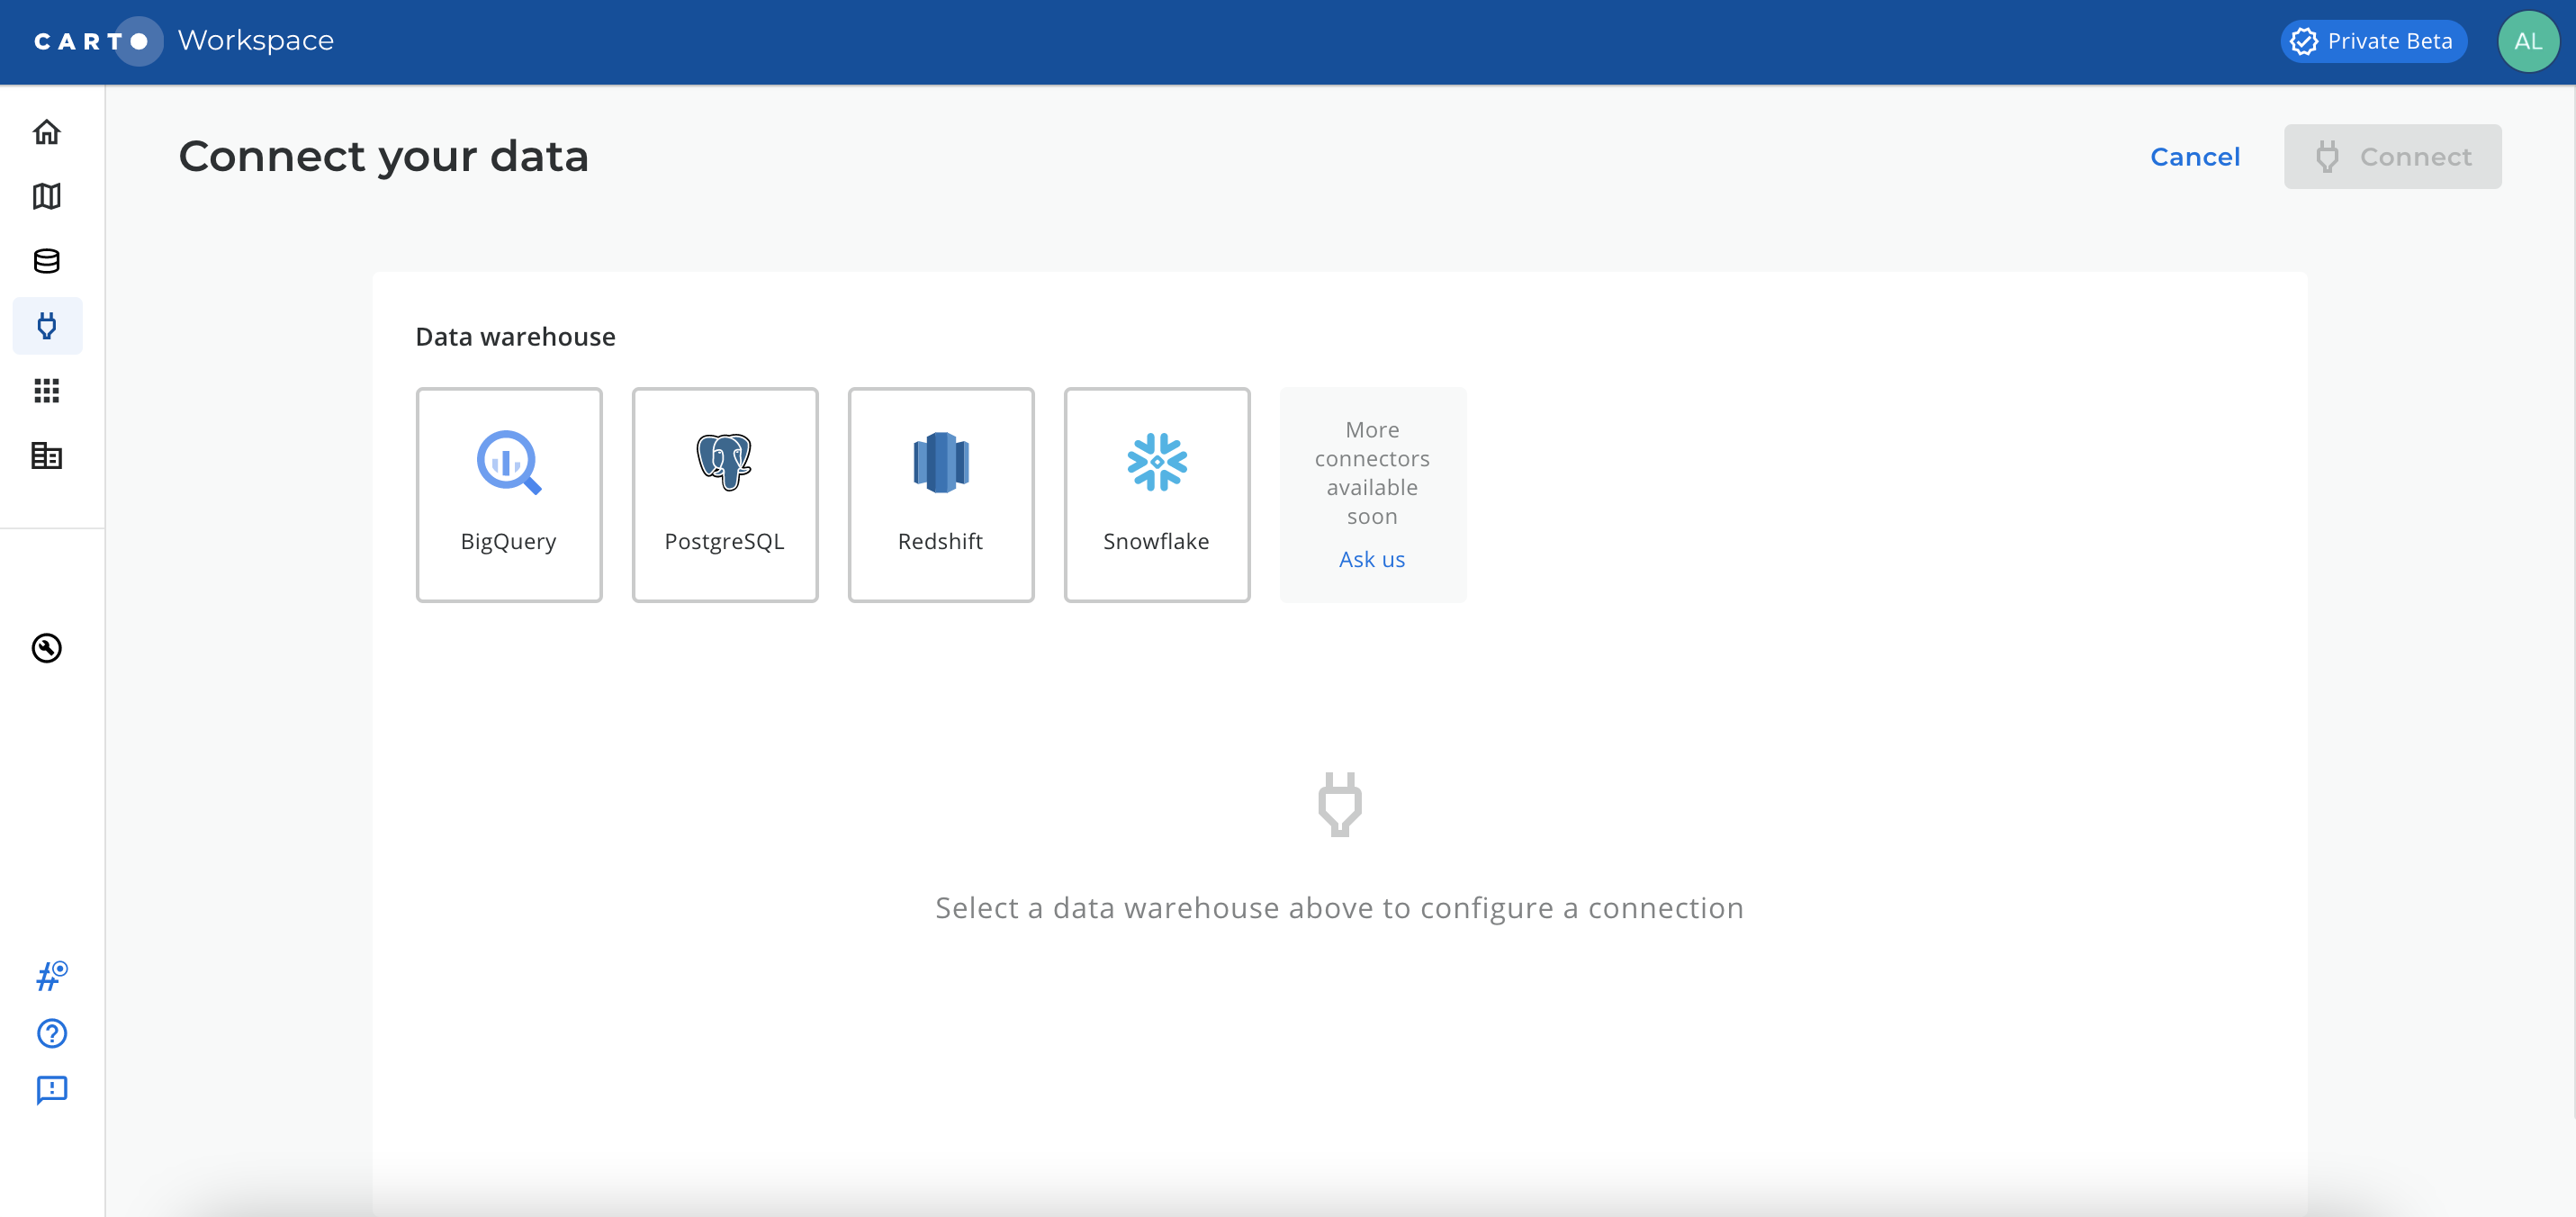 CARTO Workspace
Private Beta
AL
Connect your data
Cancel
Connect
Data warehouse
BigQuery
PostgreSQL
Redshift
Snowflake
More
connectors
available
soon
Ask us
Select a data warehouse above to configure a connection